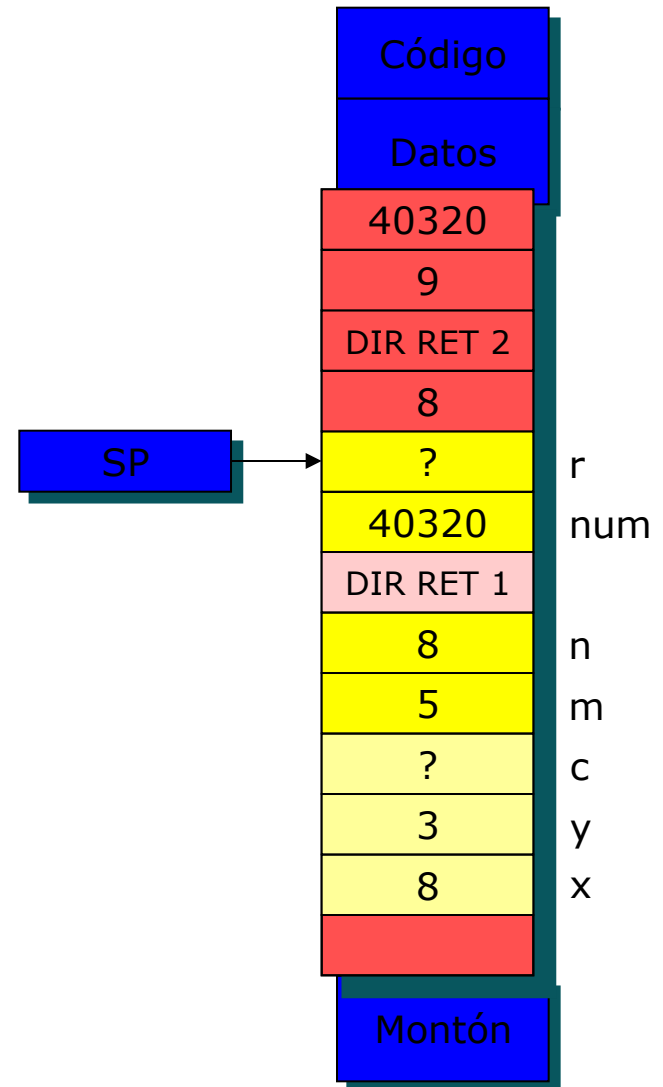 Código
Datos
40320
9
DIR RET 2
8
SP
? r
40320 num
DIR RET 1
8 n
5 m
? c
3 y
8 x
Montón